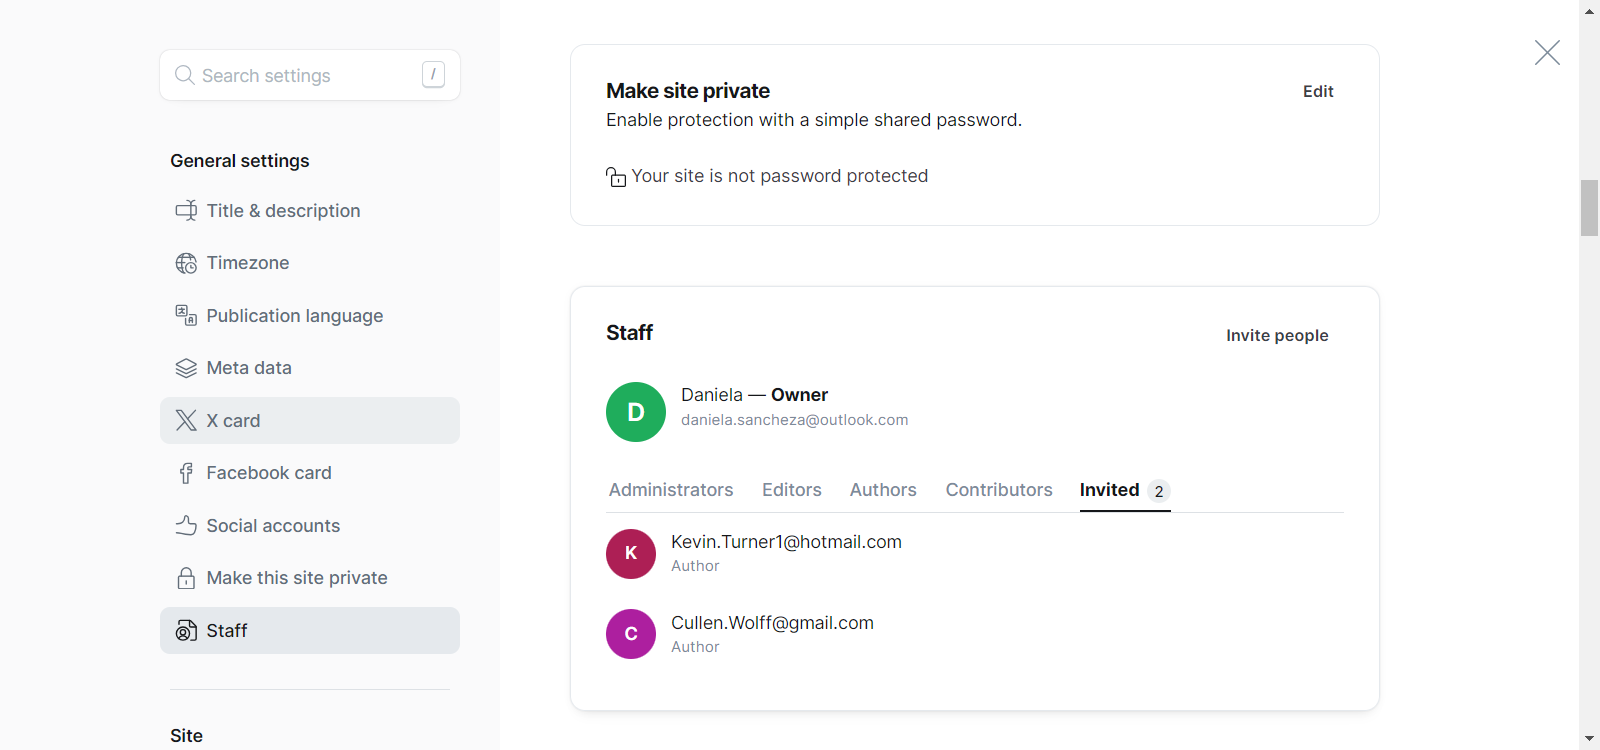 Search settings /
General settings
Title & description
Timezone
Publication language
Meta data
X card
Facebook card
Social accounts
Make this site private
Staff
Site
Make site private
Edit
Enable protection with a simple shared password.
Your site is not password protected
Staff
Invite people
D
Daniela — Owner
daniela.sancheza@outlook.com
Administrators Editors Authors Contributors Invited 2
K
Kevin.Turner1@hotmail.com
Author
C
Cullen.Wolff@gmail.com
Author